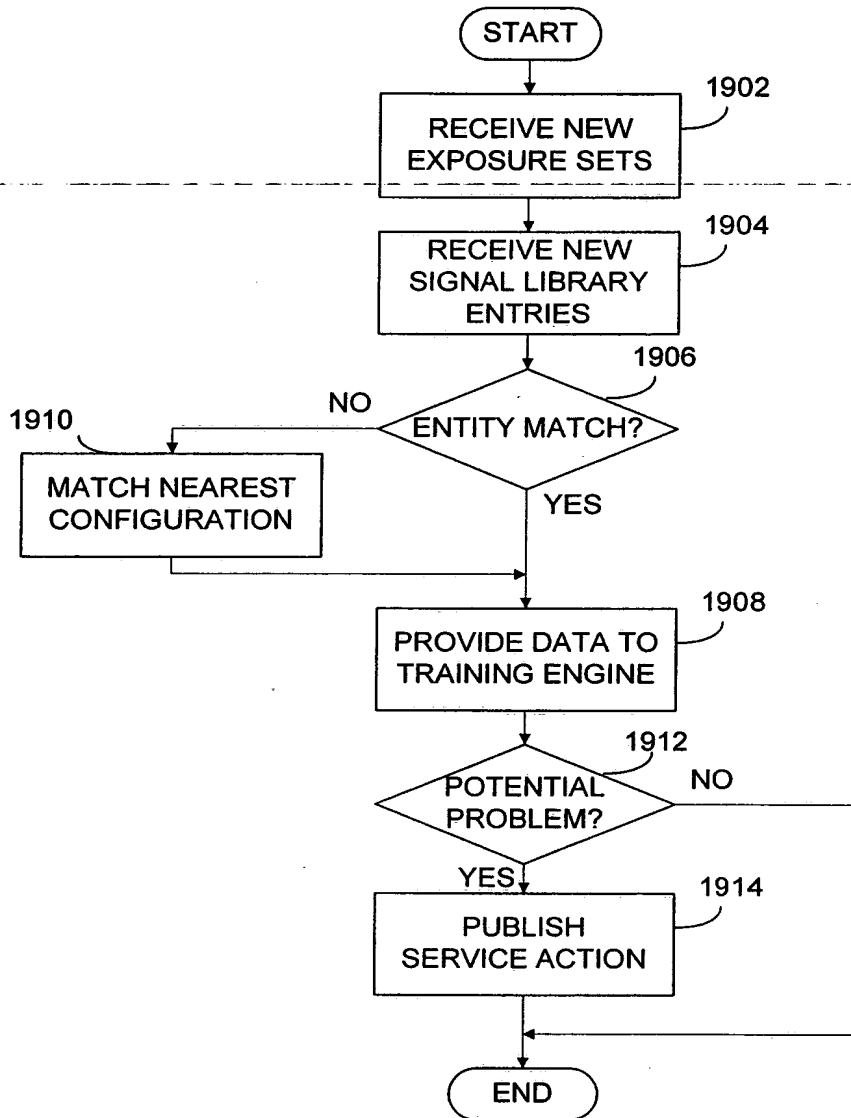 START
1902
RECEIVE NEW
EXPOSURE SETS
1904
RECEIVE NEW
SIGNAL LIBRARY
ENTRIES
1906
NO
ENTITY MATCH?
1910
MATCH NEAREST
CONFIGURATION
YES
1908
PROVIDE DATA TO
TRAINING ENGINE
1912
NO
POTENTIAL
PROBLEM?
YES
1914
PUBLISH
SERVICE ACTION
END